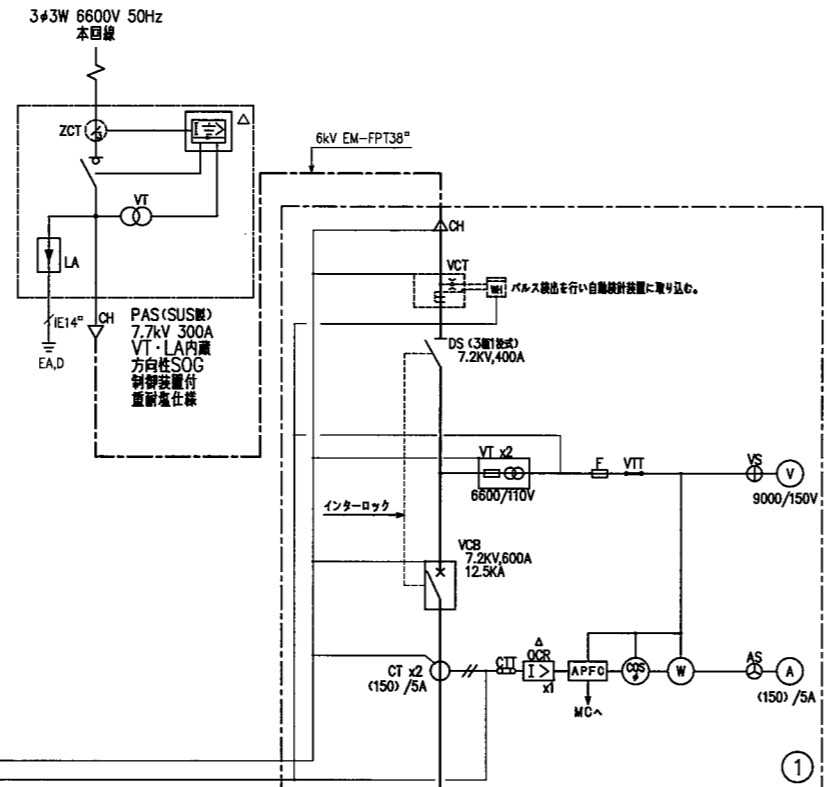 3φ3W 6600V 50Hz
本回線
ZCT
I ⏚ >
△
VT
LA
IE14□
EA,D
CH
PAS(SUS製)
7.7kV 300A
VT・LA内蔵
方向性SOG
制御装置付
重耐塩仕様
6kV EM-FPT38□
CH
VCT
WH
パルス検出を行い自動検針装置に取り込む。
DS (3極1投式)
7.2KV,400A
VT x2
6600/110V
F
VTT
VS
V
9000/150V
インターロック
VCB
7.2KV,600A
12.5KA
CT x2
(150)/5A
CTT
△
OCR
I >
x1
APFC
MCへ
COS
φ
W
AS
A
(150)/5A
1